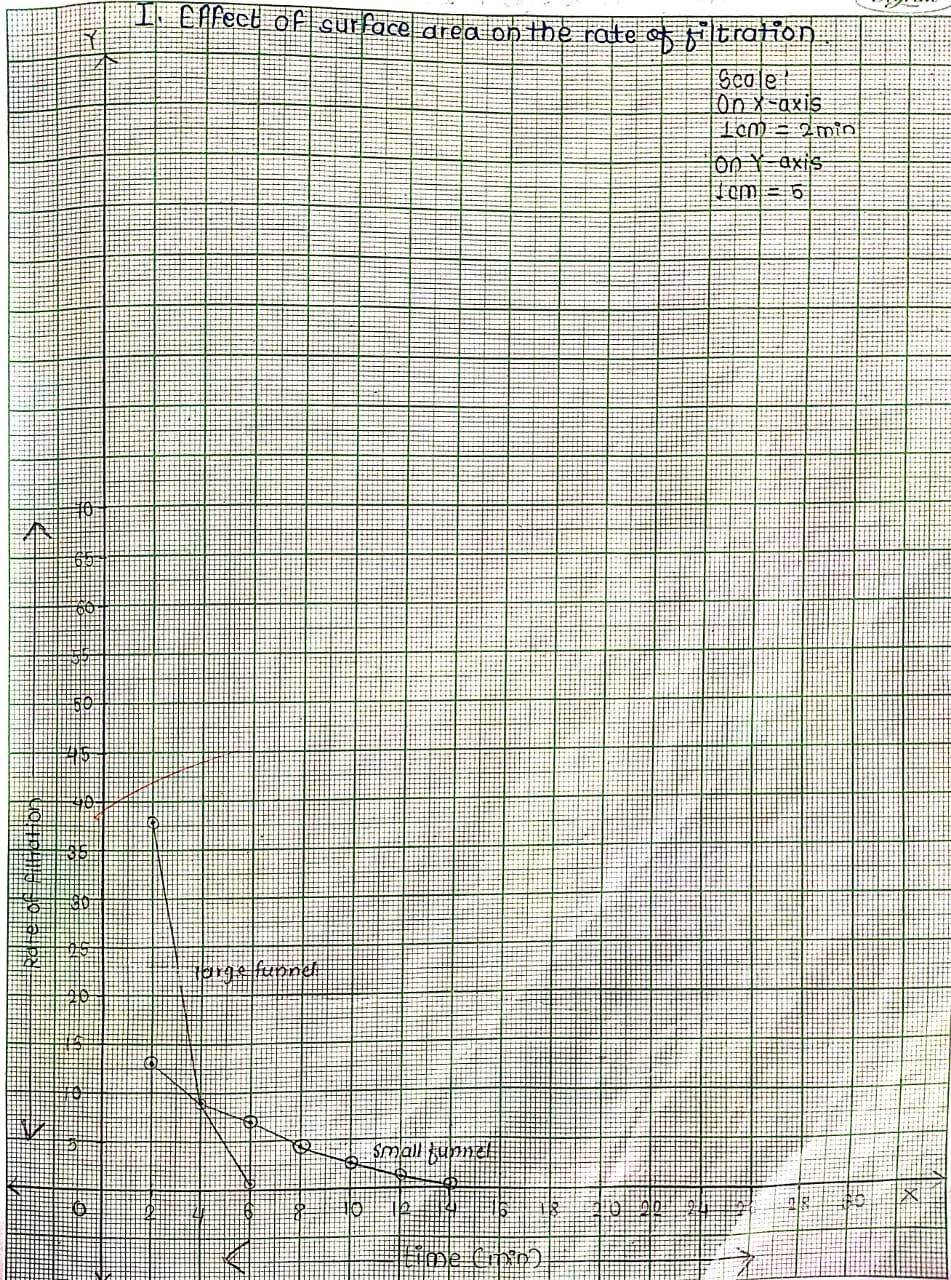 I. Effect of surface area on the rate of filtration.
Y
Scale:
On X-axis
1cm = 2min
on Y-axis
1cm = 5
70
65
60
55
50
45
40
35
30
25
20
15
10
5
Rate of filtration
large funnel
small funnel
0 2 4 6 8 10 12 14 16 18 20 22 24 28 30 X
time (min)